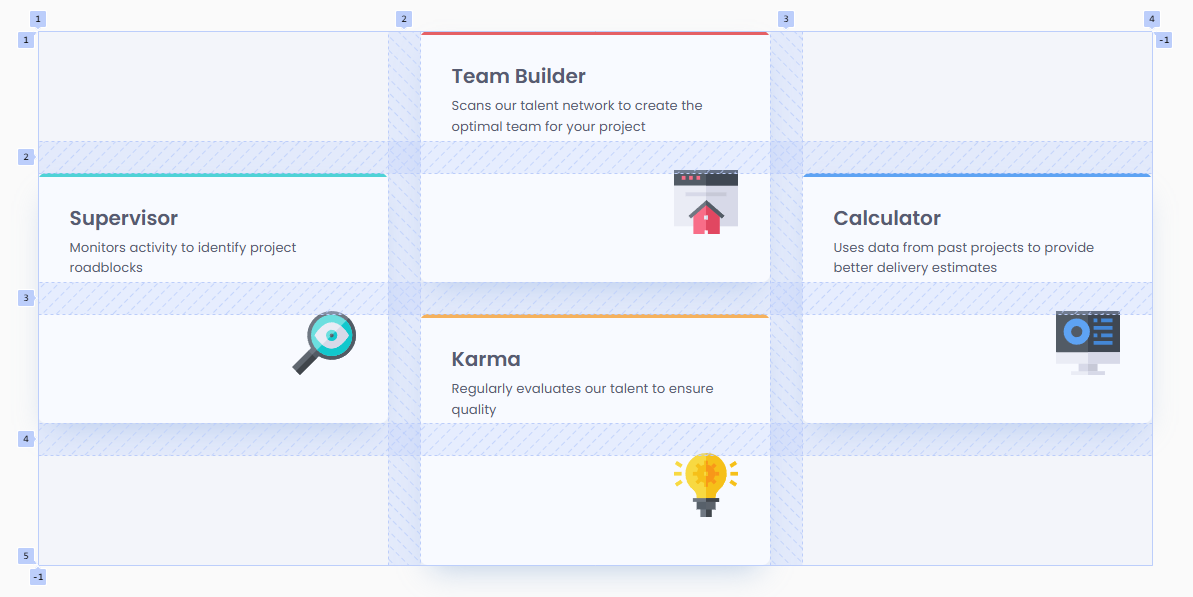 1
2
3
4
1
-1
Team Builder
Scans our talent network to create the
optimal team for your project
2
Supervisor
Monitors activity to identify project
roadblocks
Calculator
Uses data from past projects to provide
better delivery estimates
3
Karma
Regularly evaluates our talent to ensure
quality
4
5
-1